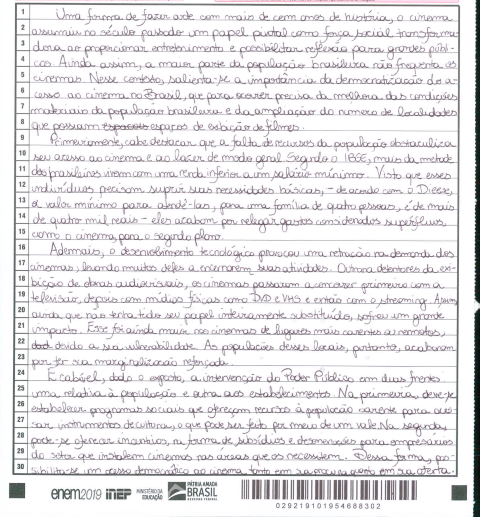 1 Uma forma de fazer arte com mais de cem anos de história, o cinema
2 assumiu no século passado um papel pivotal como força social transforma-
3 dora ao proporcionar entretenimento e possibilitar reflexão para grandes públi-
4 cos. Ainda assim, a maior parte da população brasileira não frequenta os
5 cinemas. Nesse contexto, salienta-se a importância da democratização do a-
6 cesso ao cinema no Brasil, que para ocorrer precisa da melhora das condições
7 materiais da população brasileira e da ampliação do número de localidades
8 que possuam espaços de exibição de filmes.
9 Primeiramente, cabe destacar que a falta de recursos da população obstaculiza
10 seu acesso ao cinema e ao lazer de modo geral. Segundo o IBGE, mais da metade
11 dos brasileiros vivem com uma renda inferior a um salário mínimo. Visto que esses
12 indivíduos precisam suprir suas necessidades básicas, - de acordo com o Dieese,
13 o valor mínimo para atendê-las, para uma família de quatro pessoas, é de mais
14 de quatro mil reais - eles acabam por relegar gastos considerados supérfluos,
15 como o cinema, para o segundo plano.
16 Ademais, o desenvolvimento tecnológico provocou uma retração na demanda dos
17 cinemas, levando muitos deles a encerrarem suas atividades. Outrora detentores da exi-
18 bição de obras audiovisuais, os cinemas passaram a concorrer primeiro com a
19 televisão, depois com mídias físicas como DVD e VHS e então com o streaming.
20 ainda que não tenha tido seu papel inteiramente substituído, sofreu um grande
21 impacto. Esse foi ainda maior nos cinemas de lugares mais carentes e remotos,
22 devido a sua vulnerabilidade. As populações desses locais, portanto, acabaram
23 por ter sua marginalização reforçada.
24 É cabível, dado o exposto, a intervenção do Poder Público em duas frentes
25 uma relativa à população e outra aos estabelecimentos. Na primeira, deve-se
26 estabelecer programas sociais que ofereçam recursos à população carente para aces-
27 sar instrumentos de cultura, o que pode ser feito por meio de um vale. Na segunda,
28 pode-se oferecer incentivos, na forma de subsídios e desonerações para empresários
29 do setor que instalem cinemas nas áreas que os necessitem. Dessa forma, pos-
30 sibilita-se um acesso democrático ao cinema, tanto em sua procura quanto em sua oferta.
enem2019 inep MINISTÉRIO DA EDUCAÇÃO PÁTRIA AMADA BRASIL GOVERNO FEDERAL
029219101954688302